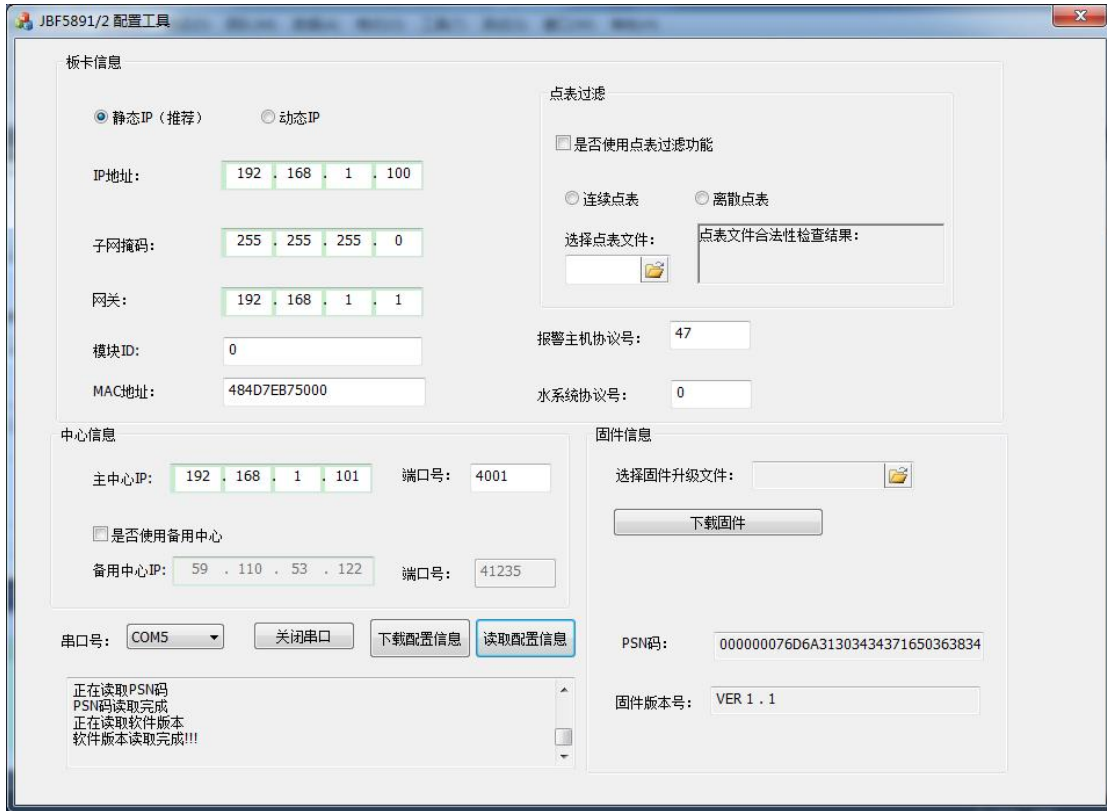 JBF5891/2 配置工具
板卡信息
静态IP（推荐） 动态IP
IP地址： 192 . 168 . 1 . 100
子网掩码： 255 . 255 . 255 . 0
网关： 192 . 168 . 1 . 1
模块ID: 0
MAC地址： 484D7EB75000
点表过滤
是否使用点表过滤功能
连续点表 离散点表
选择点表文件：
点表文件合法性检查结果：
报警主机协议号： 47
水系统协议号： 0
中心信息
主中心IP: 192 . 168 . 1 . 101 端口号： 4001
是否使用备用中心
备用中心IP: 59 . 110 . 53 . 122 端口号： 41235
固件信息
选择固件升级文件：
下载固件
PSN码： 000000076D6A31303434371650363834
固件版本号： VER 1 . 1
串口号： COM5 关闭串口 下载配置信息 读取配置信息
正在读取PSN码
PSN码读取完成
正在读取软件版本
软件版本读取完成!!!